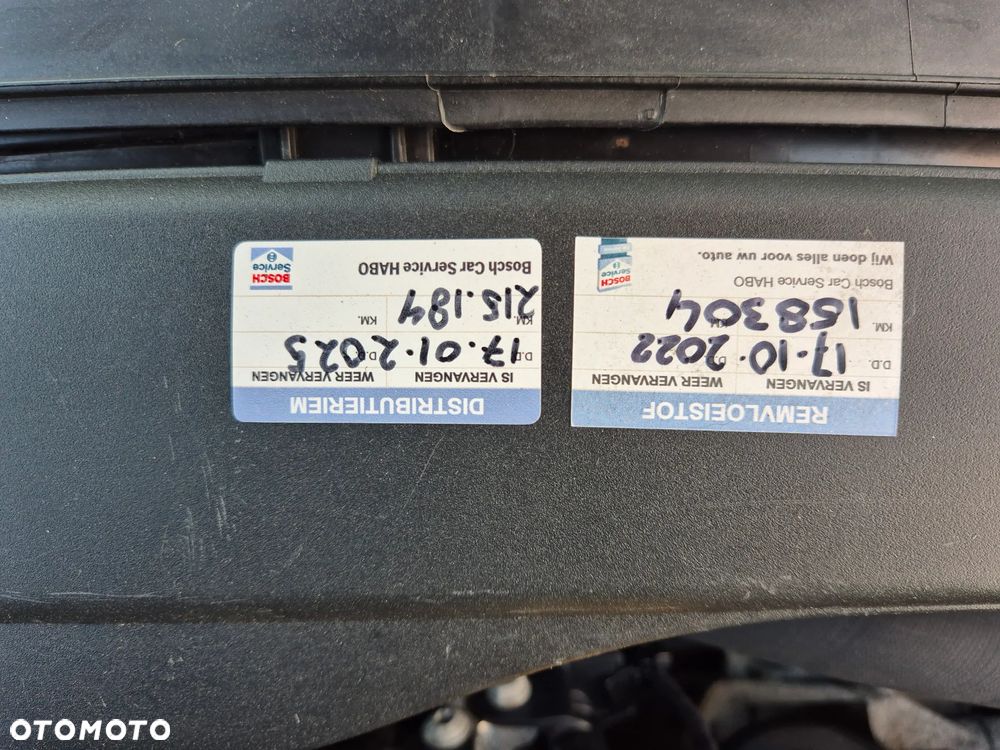 REMVLOEISTOF
IS VERVANGEN WEER VERVANGEN
D.D 17-10-2022 D.D
KM. 158304 KM.
Bosch Car Service HABO
Wij doen alles voor uw auto.
DISTRIBUTIERIEM
IS VERVANGEN WEER VERVANGEN
D.D 17.01.2025 D.D
KM. 215.184 KM.
Bosch Car Service HABO
BOSCH
Service
OTOMOTO